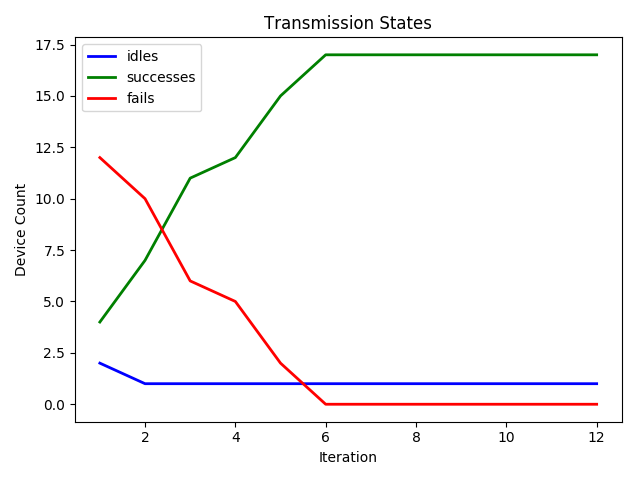 Transmission States
idles
successes
fails
17.5
15.0
12.5
10.0
7.5
5.0
2.5
0.0
Device Count
2 4 6 8 10 12
Iteration